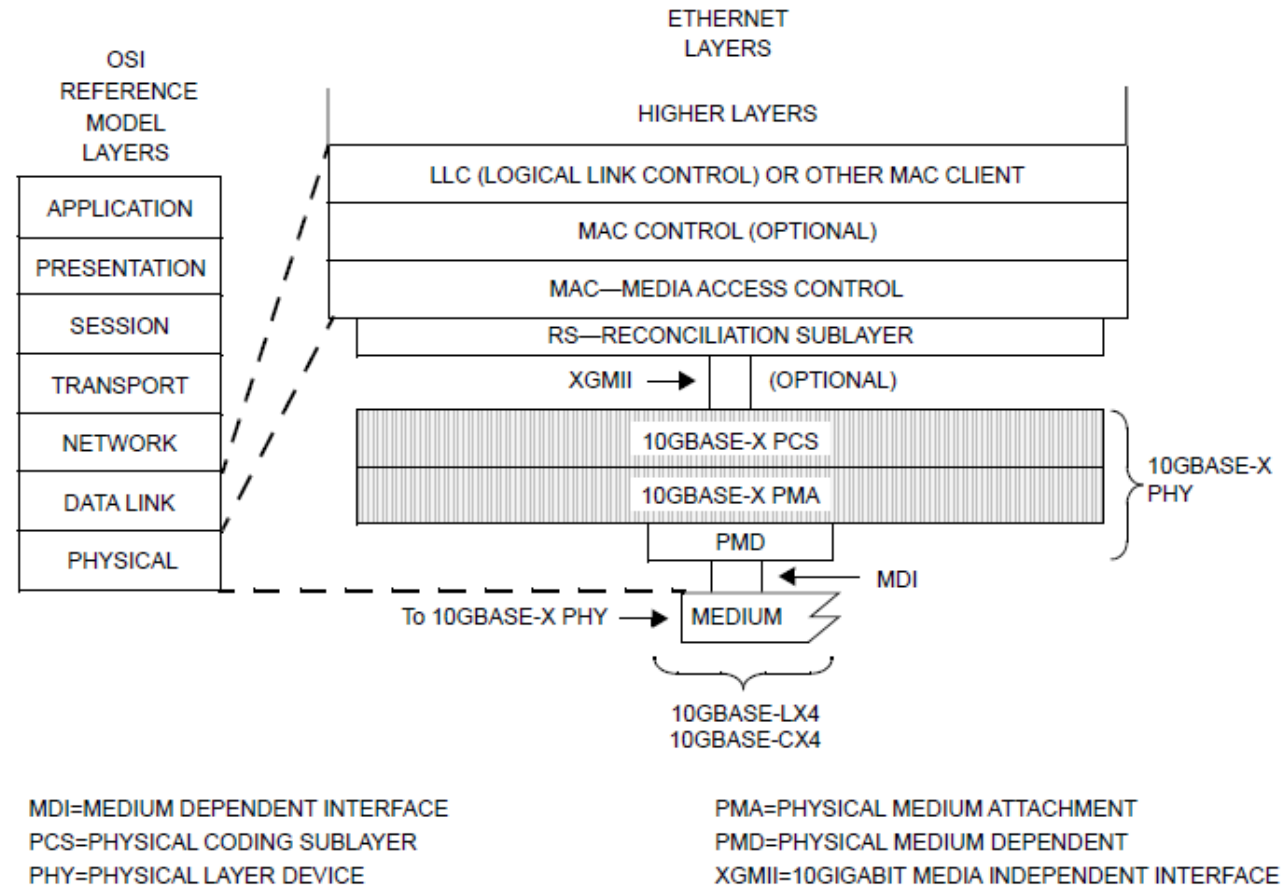 ETHERNET
LAYERS
OSI
REFERENCE
MODEL
LAYERS
APPLICATION
PRESENTATION
SESSION
TRANSPORT
NETWORK
DATA LINK
PHYSICAL
HIGHER LAYERS
LLC (LOGICAL LINK CONTROL) OR OTHER MAC CLIENT
MAC CONTROL (OPTIONAL)
MAC—MEDIA ACCESS CONTROL
RS—RECONCILIATION SUBLAYER
XGMII (OPTIONAL)
10GBASE-X PCS
10GBASE-X PMA
10GBASE-X
PHY
PMD
MDI
To 10GBASE-X PHY MEDIUM
10GBASE-LX4
10GBASE-CX4
MDI=MEDIUM DEPENDENT INTERFACE
PCS=PHYSICAL CODING SUBLAYER
PHY=PHYSICAL LAYER DEVICE
PMA=PHYSICAL MEDIUM ATTACHMENT
PMD=PHYSICAL MEDIUM DEPENDENT
XGMII=10GIGABIT MEDIA INDEPENDENT INTERFACE